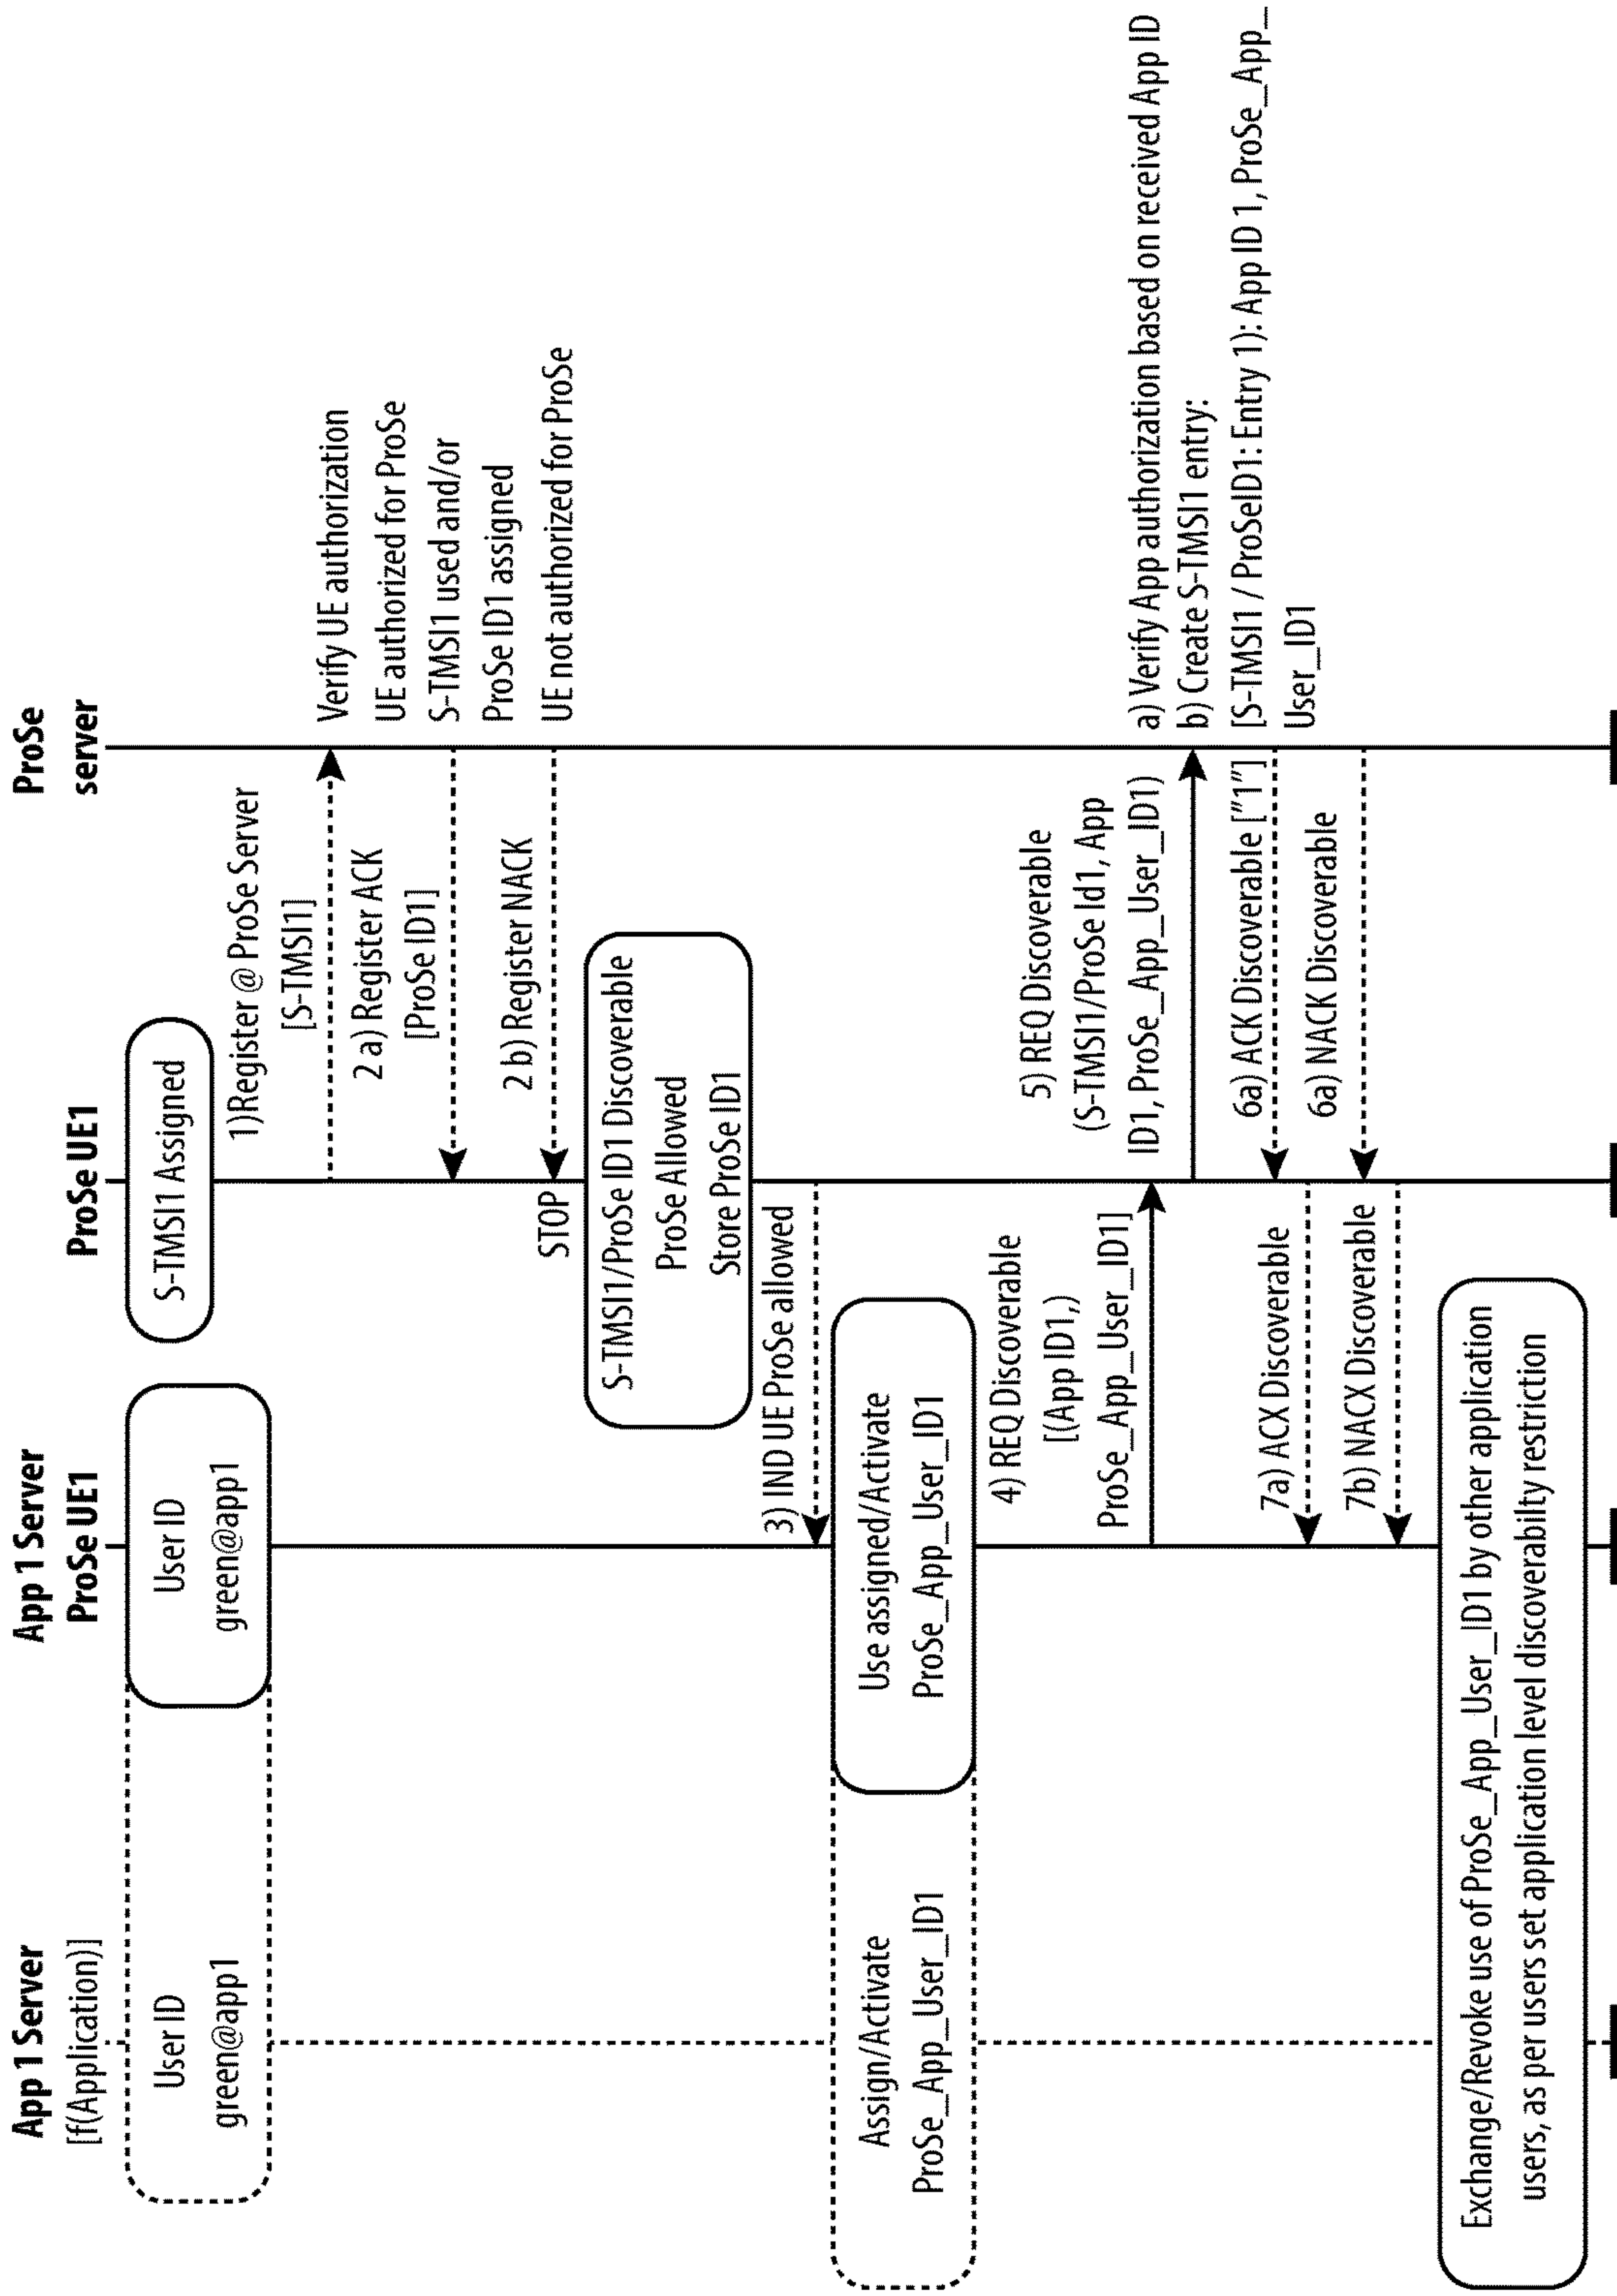 App 1 Server
[f(Application)]
App 1 Server
ProSe UE1
ProSe UE1
ProSe
server
User ID
green@app1
User ID
green@app1
S-TMSI1 Assigned
1)Register @ ProSe Server
[S-TMSI1]
Verify UE authorization
2 a) Register ACK
[ProSe ID1]
UE authorized for ProSe
S-TMSI1 used and/or
ProSe ID1 assigned
2 b) Register NACK
STOP
UE not authorized for ProSe
S-TMSI1/ProSe ID1 Discoverable
ProSe Allowed
Store ProSe ID1
3) IND UE ProSe allowed
Assign/Activate
ProSe_App_User_ID1
Use assigned/Activate
ProSe_App_User_ID1
4) REQ Discoverable
[(App ID1,)
ProSe_App_User_ID1]
5) REQ Discoverable
(S-TMSI1/ProSe Id1, App
ID1, ProSe_App_User_ID1)
a) Verify App authorization based on received App ID
b) Create S-TMSI1 entry:
[S-TMSI1 / ProSeID1: Entry 1): App ID 1, ProSe_App_
User_ID1
6a) ACK Discoverable ["1"]
6a) NACK Discoverable
7a) ACX Discoverable
7b) NACX Discoverable
Exchange/Revoke use of ProSe_App_User_ID1 by other application
users, as per users set application level discoverabilty restriction